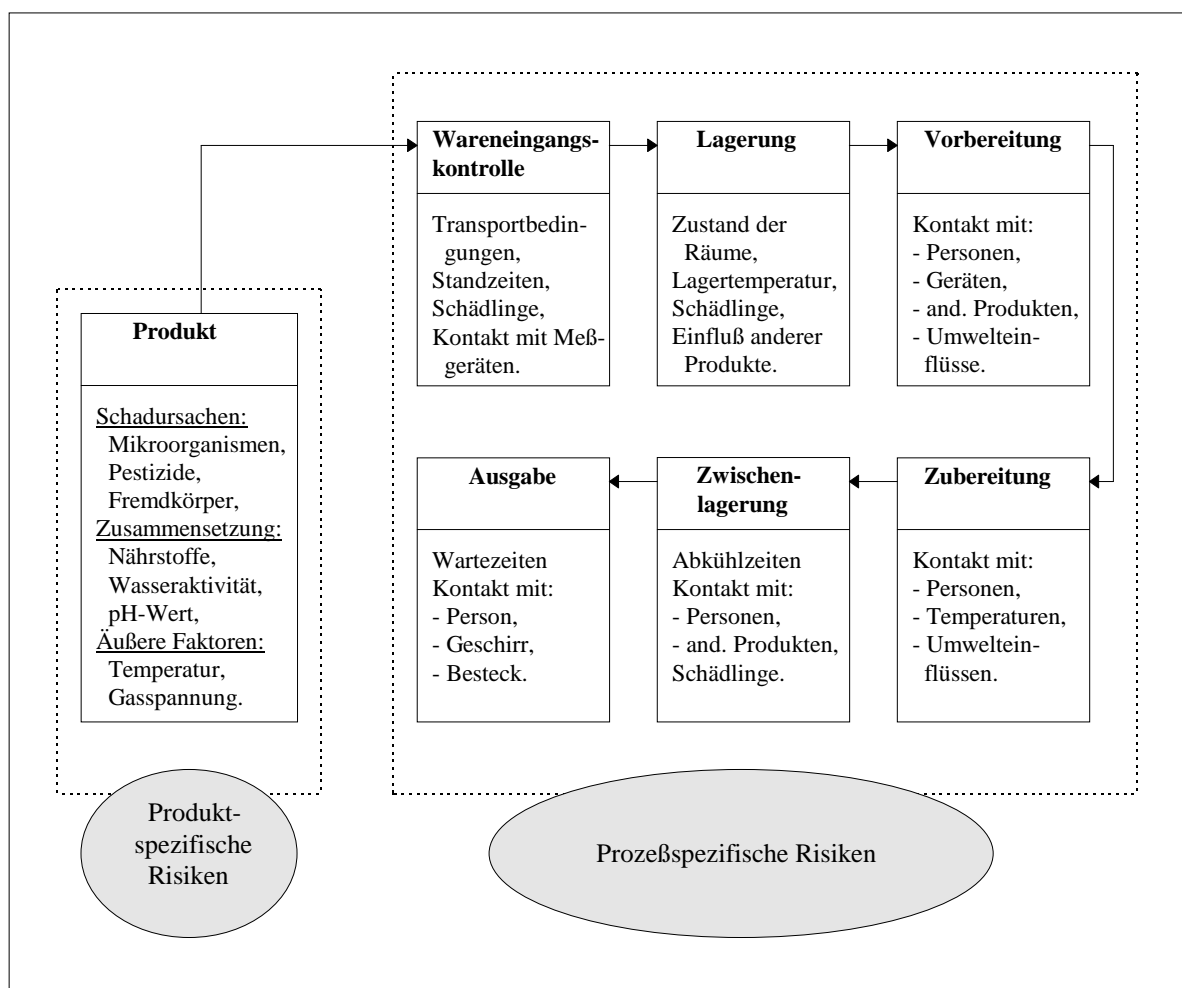 Produkt
Schadursachen:
Mikroorganismen,
Pestizide,
Fremdkörper,
Zusammensetzung:
Nährstoffe,
Wasseraktivität,
pH-Wert,
Äußere Faktoren:
Temperatur,
Gasspannung.
Produkt-
spezifische
Risiken
Wareneingangs-
kontrolle
Transportbedin-
gungen,
Standzeiten,
Schädlinge,
Kontakt mit Meß-
geräten.
Lagerung
Zustand der
Räume,
Lagertemperatur,
Schädlinge,
Einfluß anderer
Produkte.
Vorbereitung
Kontakt mit:
- Personen,
- Geräten,
- and. Produkten,
- Umweltein-
flüsse.
Zubereitung
Kontakt mit:
- Personen,
- Temperaturen,
- Umweltein-
flüssen.
Zwischen-
lagerung
Abkühlzeiten
Kontakt mit:
- Personen,
- and. Produkten,
Schädlinge.
Ausgabe
Wartezeiten
Kontakt mit:
- Person,
- Geschirr,
- Besteck.
Prozeßspezifische Risiken